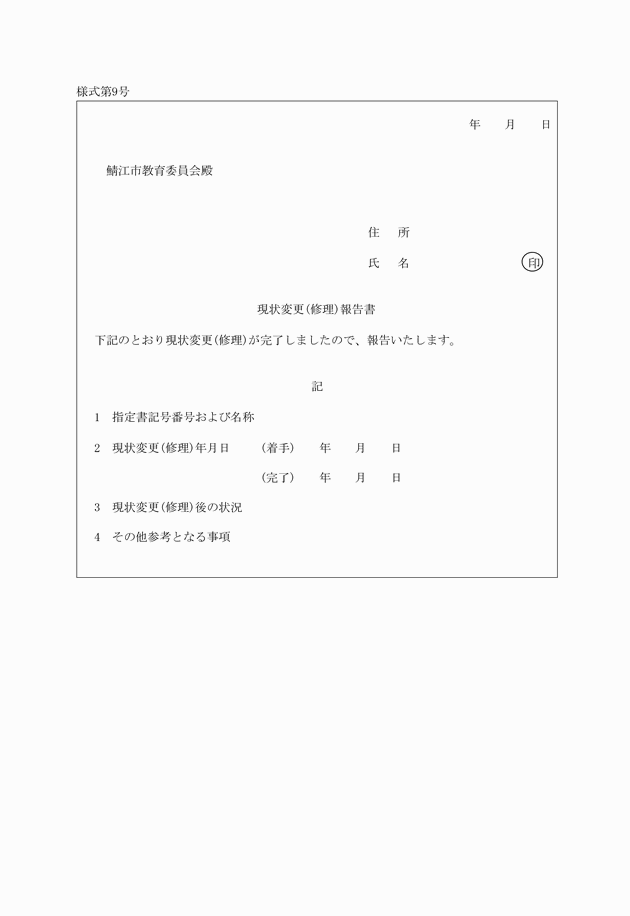 様式第9号
年　月　日
鯖江市教育委員会殿
住　所
氏　名　印
現状変更(修理)報告書
下記のとおり現状変更(修理)が完了しましたので、報告いたします。
記
1　指定書記号番号および名称
2　現状変更(修理)年月日　(着手)　年　月　日
(完了)　年　月　日
3　現状変更(修理)後の状況
4　その他参考となる事項